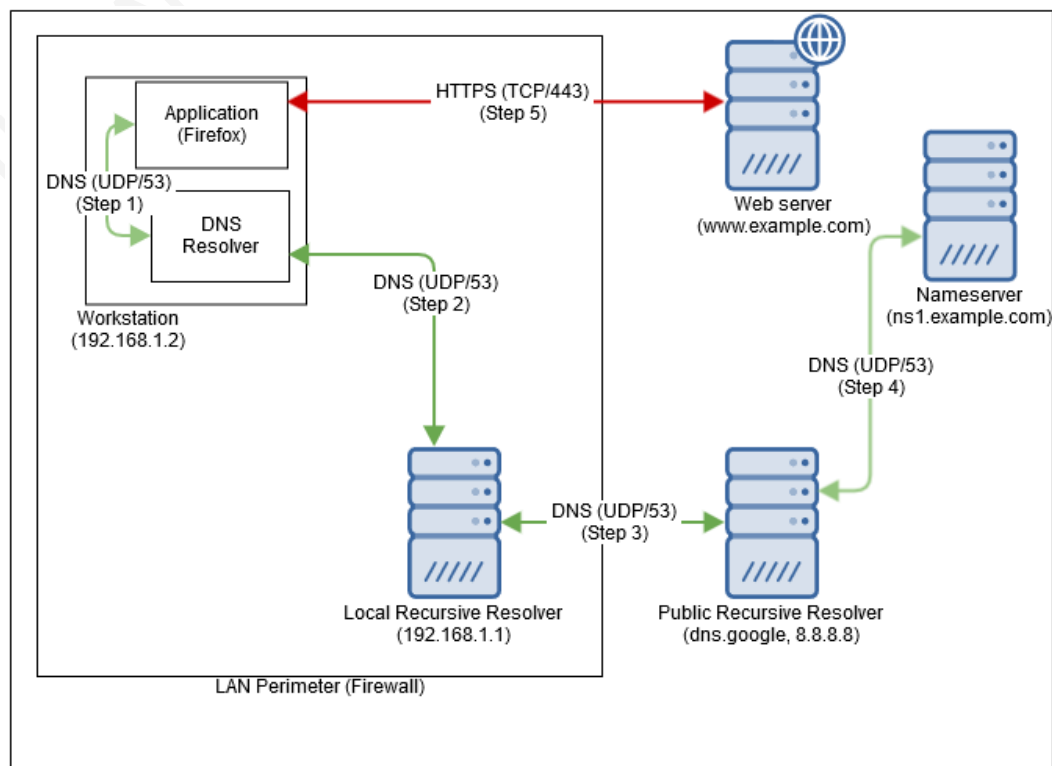 Application
(Firefox)
HTTPS (TCP/443)
(Step 5)
DNS (UDP/53)
(Step 1)
DNS
Resolver
Web server
(www.example.com)
DNS (UDP/53)
(Step 2)
Nameserver
(ns1.example.com)
Workstation
(192.168.1.2)
DNS (UDP/53)
(Step 4)
DNS (UDP/53)
(Step 3)
Local Recursive Resolver
(192.168.1.1)
Public Recursive Resolver
(dns.google, 8.8.8.8)
LAN Perimeter (Firewall)